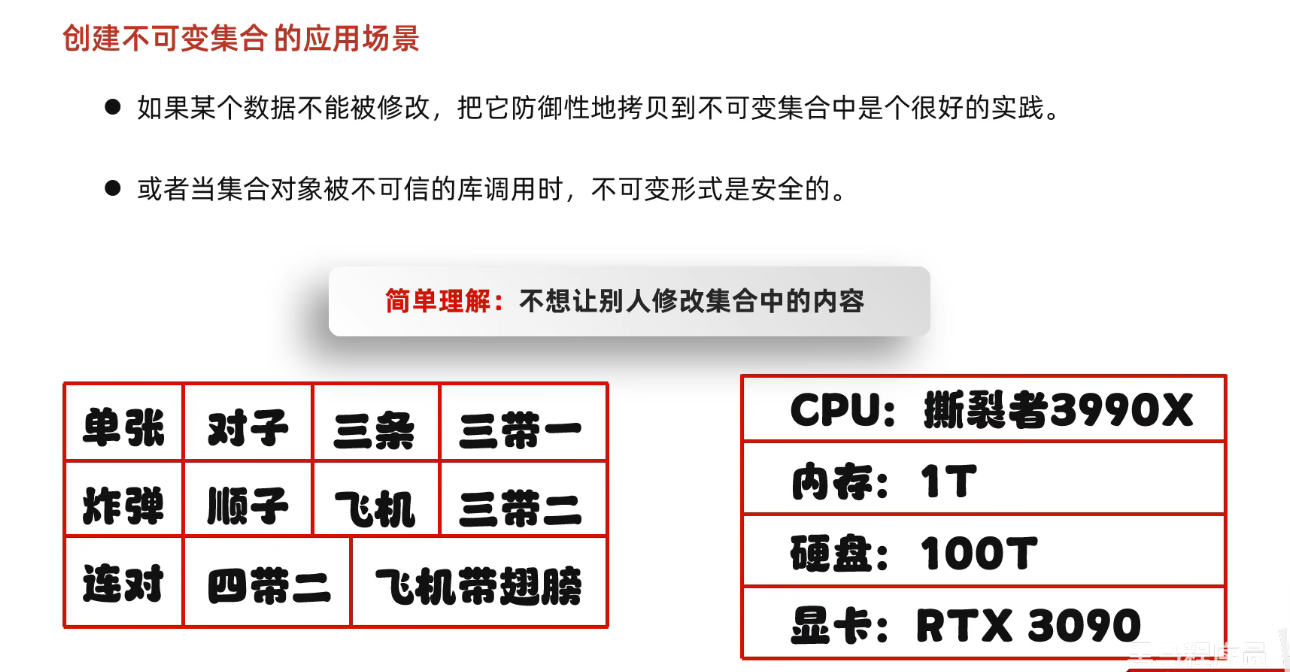 创建不可变集合的应用场景
● 如果某个数据不能被修改，把它防御性地拷贝到不可变集合中是个很好的实践。
● 或者当集合对象被不可信的库调用时，不可变形式是安全的。
简单理解：不想让别人修改集合中的内容
单张 对子 三条 三带一
炸弹 顺子 飞机 三带二
连对 四带二 飞机带翅膀
CPU：撕裂者3990X
内存：1T
硬盘：100T
显卡：RTX 3090